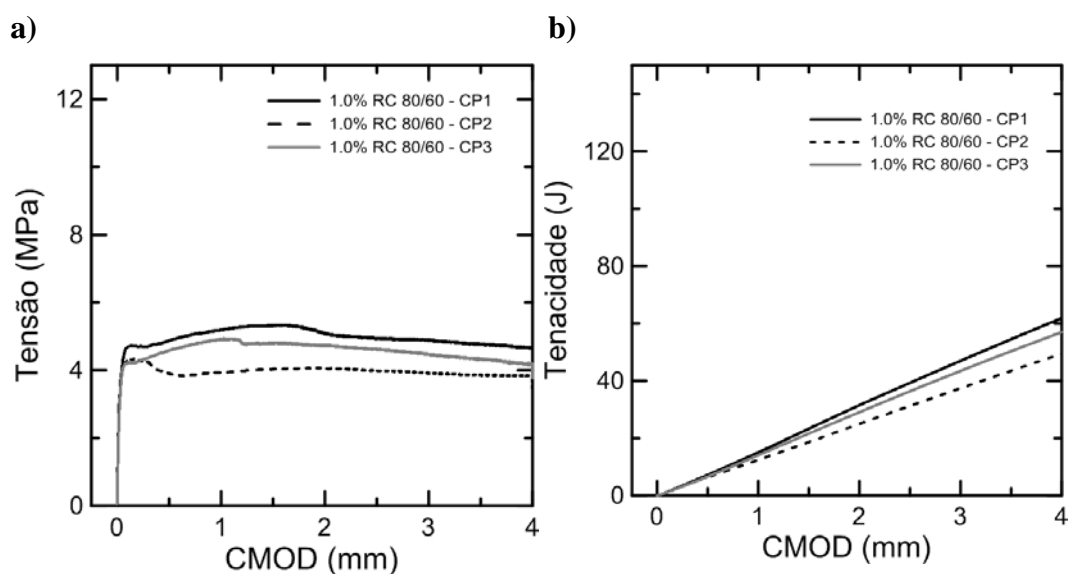 a)
12
8
4
0
Tensão (MPa)
1.0% RC 80/60 - CP1
1.0% RC 80/60 - CP2
1.0% RC 80/60 - CP3
0 1 2 3 4
CMOD (mm)
b)
120
80
40
0
Tenacidade (J)
1.0% RC 80/60 - CP1
1.0% RC 80/60 - CP2
1.0% RC 80/60 - CP3
0 1 2 3 4
CMOD (mm)